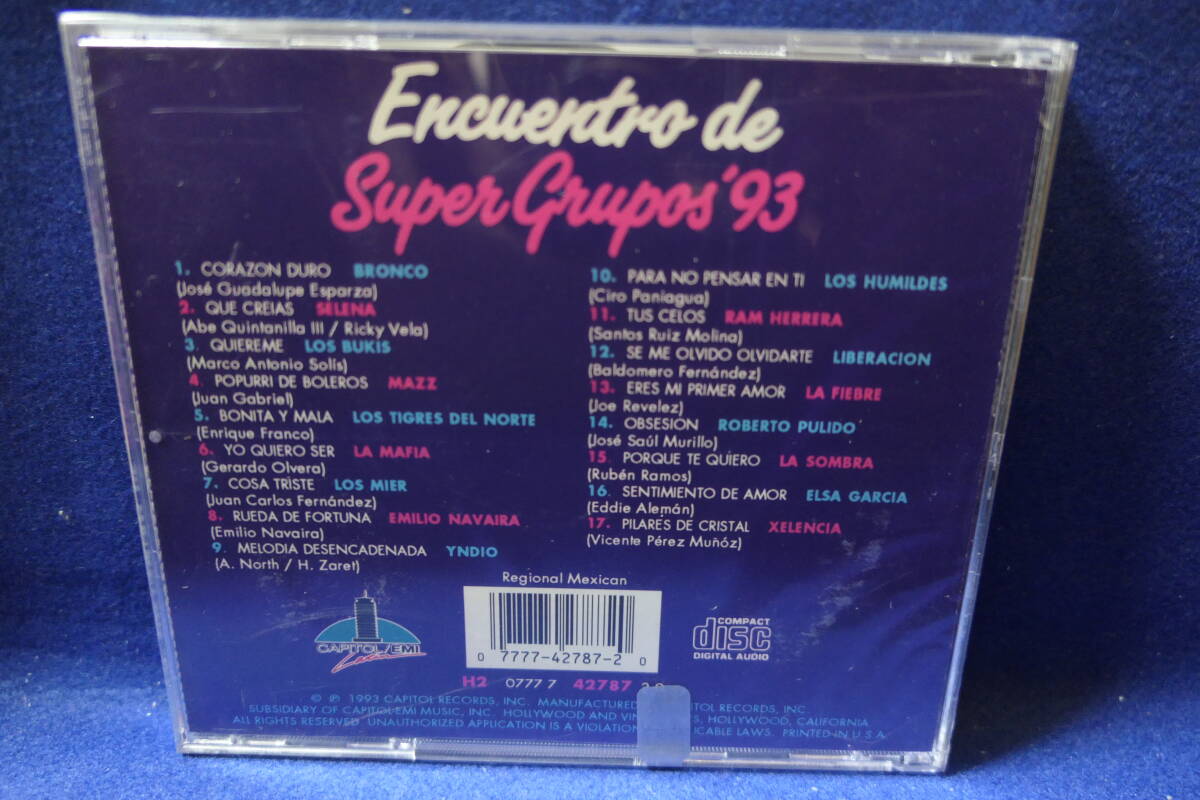 Encuentro de
Super Grupos '93
1. CORAZON DURO BRONCO
(José Guadalupe Esparza)
2. QUE CREIAS SELENA
(Abe Quintanilla III / Ricky Vela)
3. QUIEREME LOS BUKIS
(Marco Antonio Solís)
4. POPURRI DE BOLEROS MAZZ
(Juan Gabriel)
5. BONITA Y MALA LOS TIGRES DEL NORTE
(Enrique Franco)
6. YO QUIERO SER LA MAFIA
(Gerardo Olvera)
7. COSA TRISTE LOS MIER
(Juan Carlos Fernández)
8. RUEDA DE FORTUNA EMILIO NAVAIRA
(Emilio Navaira)
9. MELODIA DESENCADENADA YNDIO
(A. North / H. Zaret)
10. PARA NO PENSAR EN TI LOS HUMILDES
(Ciro Paniagua)
11. TUS CELOS RAM HERRERA
(Santos Ruiz Molina)
12. SE ME OLVIDO OLVIDARTE LIBERACION
(Baldomero Fernández)
13. ERES MI PRIMER AMOR LA FIEBRE
(Joe Revelez)
14. OBSESION ROBERTO PULIDO
(José Saúl Murillo)
15. PORQUE TE QUIERO LA SOMBRA
(Rubén Ramos)
16. SENTIMIENTO DE AMOR ELSA GARCIA
(Eddie Alemán)
17. PILARES DE CRISTAL XELENCIA
(Vicente Pérez Muñóz)
Regional Mexican
0 7777-42787-2 0
CAPITOL/EMI
Latin
COMPACT
disc
DIGITAL AUDIO
H2 0777 7 42787
© ℗ 1993 CAPITOL RECORDS, INC. MANUFACTURED CAPITOL RECORDS, INC.
SUBSIDIARY OF CAPITOL-EMI MUSIC, INC. HOLLYWOOD AND HOLLYWOOD, CALIFORNIA
ALL RIGHTS RESERVED. UNAUTHORIZED APPLICATION IS A VIOLATION LAWS. PRINTED IN U.S.A.